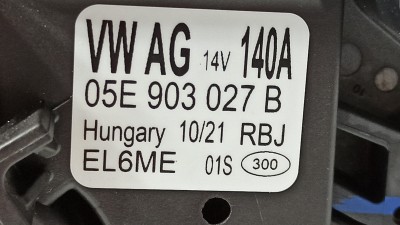 VW AG 14V 140A
05E 903 027 B
Hungary 10/21 RBJ
EL6ME 01S 300